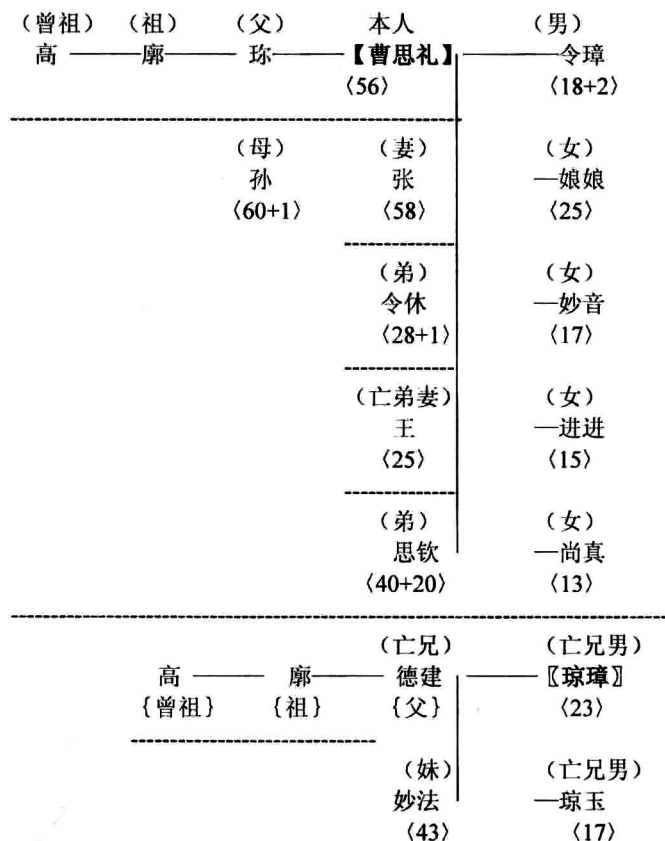 （曾祖） （祖） （父） 本人 （男）
高 —— 廓 —— 珎 —— 【曹思礼】 —— 令璋
〈56〉 〈18+2〉
（母） （妻） （女）
孙 张 —娘娘
〈60+1〉 〈58〉 〈25〉
（弟） （女）
令休 —妙音
〈28+1〉 〈17〉
（亡弟妻） （女）
王 —进进
〈25〉 〈15〉
（弟） （女）
思钦 —尚真
〈40+20〉 〈13〉
（亡兄） （亡兄男）
高 —— 廓 —— 德建 —— 〖琼璋〗
{曾祖} {祖} {父} 〈23〉
（妹） （亡兄男）
妙法 —琼玉
〈43〉 〈17〉